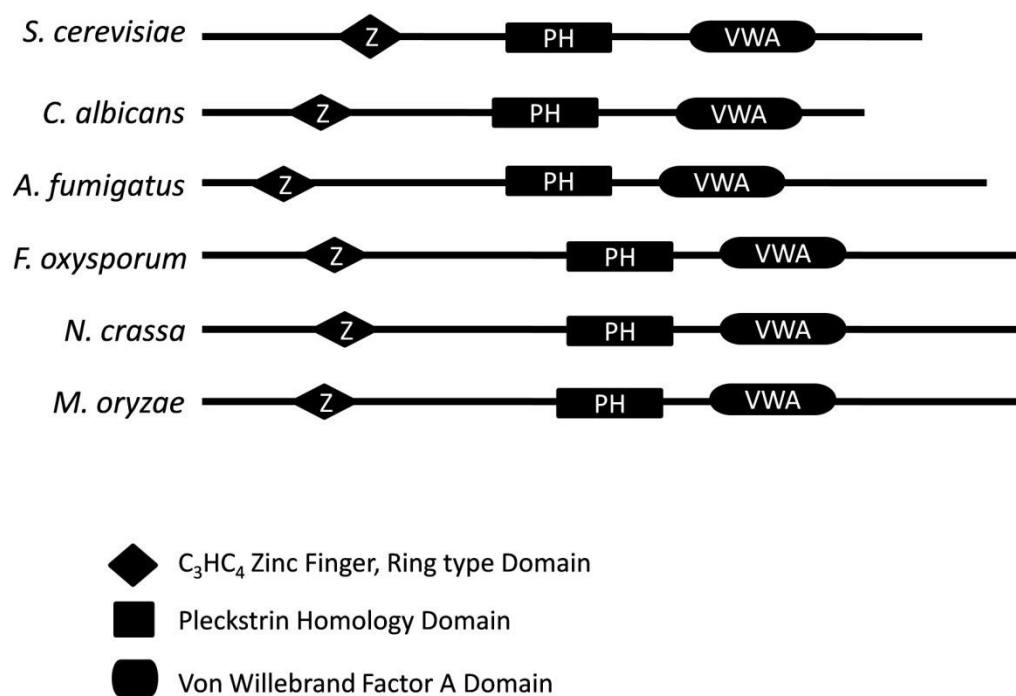 S. cerevisiae Z PH VWA
C. albicans Z PH VWA
A. fumigatus Z PH VWA
F. oxysporum Z PH VWA
N. crassa Z PH VWA
M. oryzae Z PH VWA
C₃HC₄ Zinc Finger, Ring type Domain
Pleckstrin Homology Domain
Von Willebrand Factor A Domain